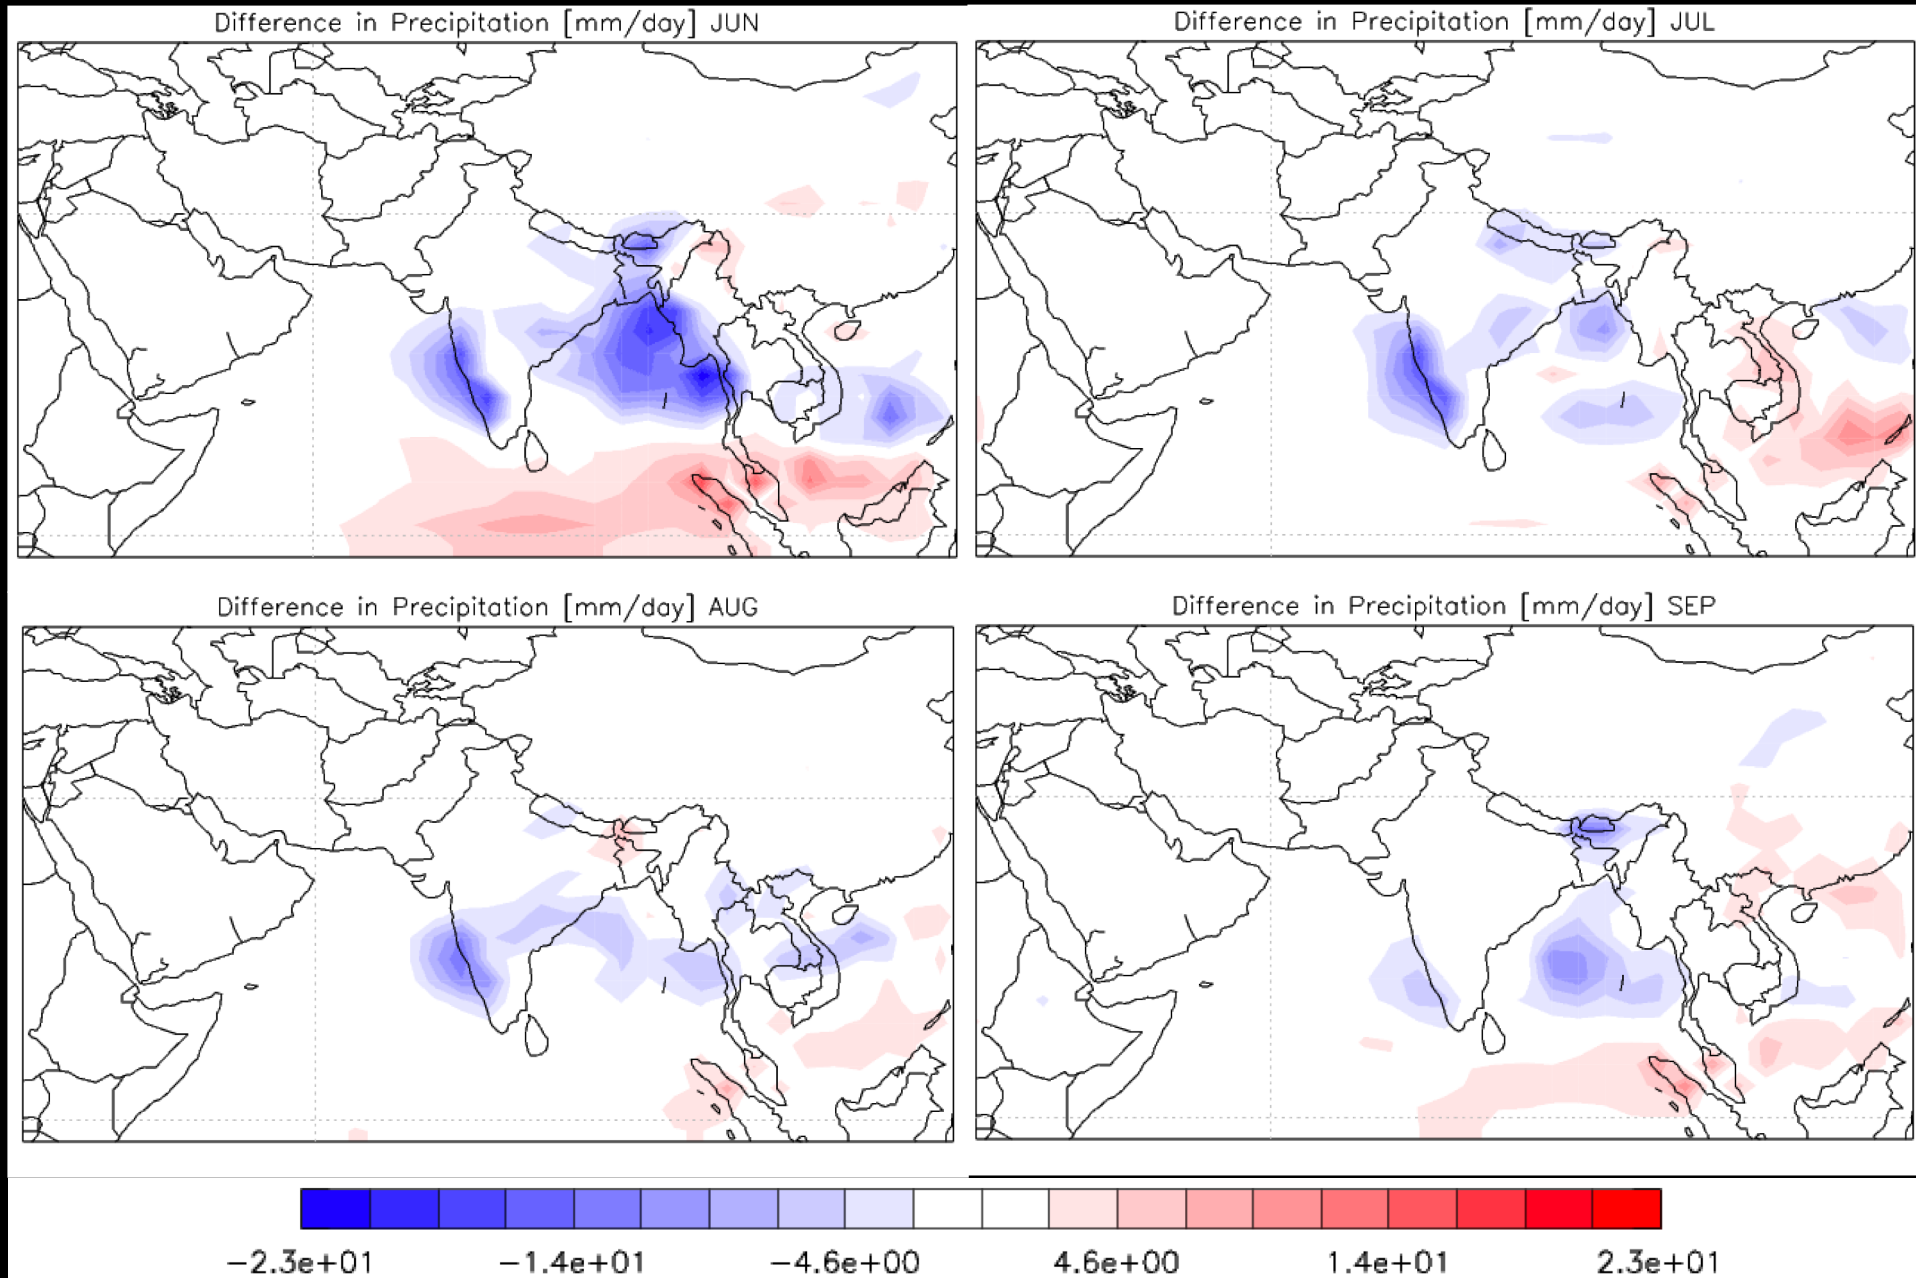 Difference in Precipitation [mm/day] JUN
Difference in Precipitation [mm/day] JUL
Difference in Precipitation [mm/day] AUG
Difference in Precipitation [mm/day] SEP
−2.3e+01 −1.4e+01 −4.6e+00 4.6e+00 1.4e+01 2.3e+01